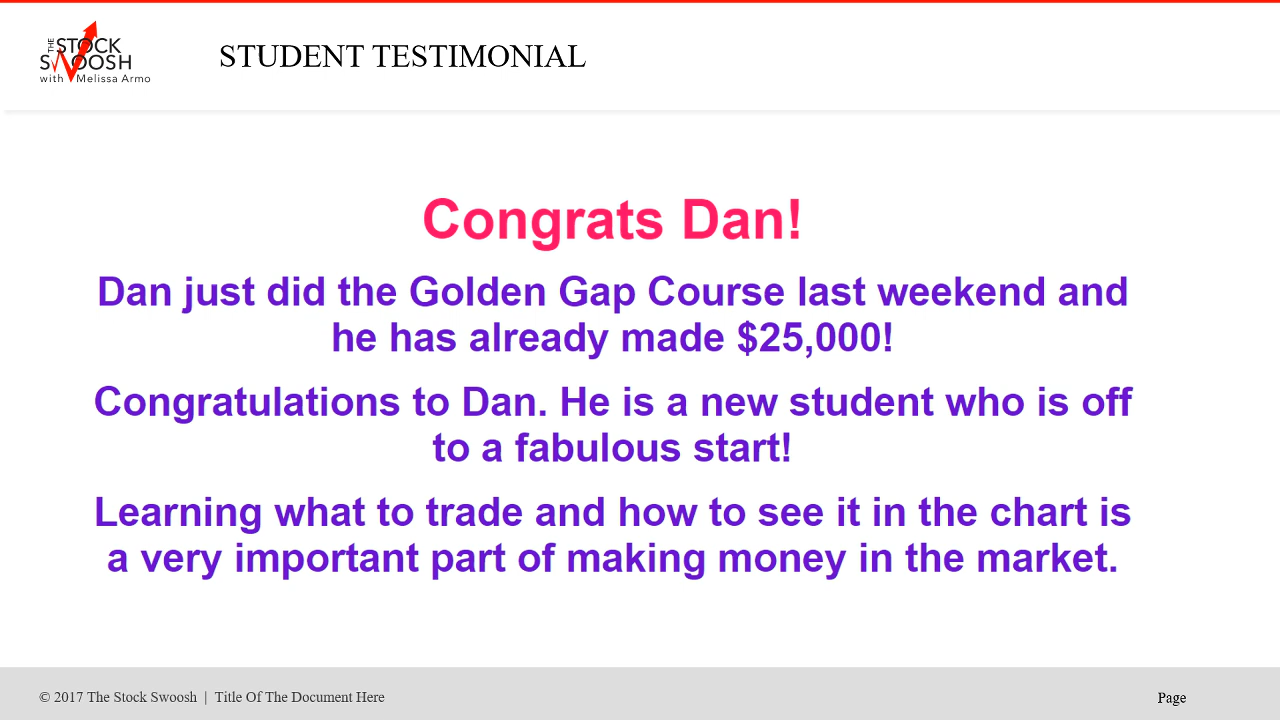 THE STOCK
SWOOSH
with Melissa Armo
STUDENT TESTIMONIAL
Congrats Dan!
Dan just did the Golden Gap Course last weekend and
he has already made $25,000!
Congratulations to Dan. He is a new student who is off
to a fabulous start!
Learning what to trade and how to see it in the chart is
a very important part of making money in the market.
© 2017 The Stock Swoosh | Title Of The Document Here
Page